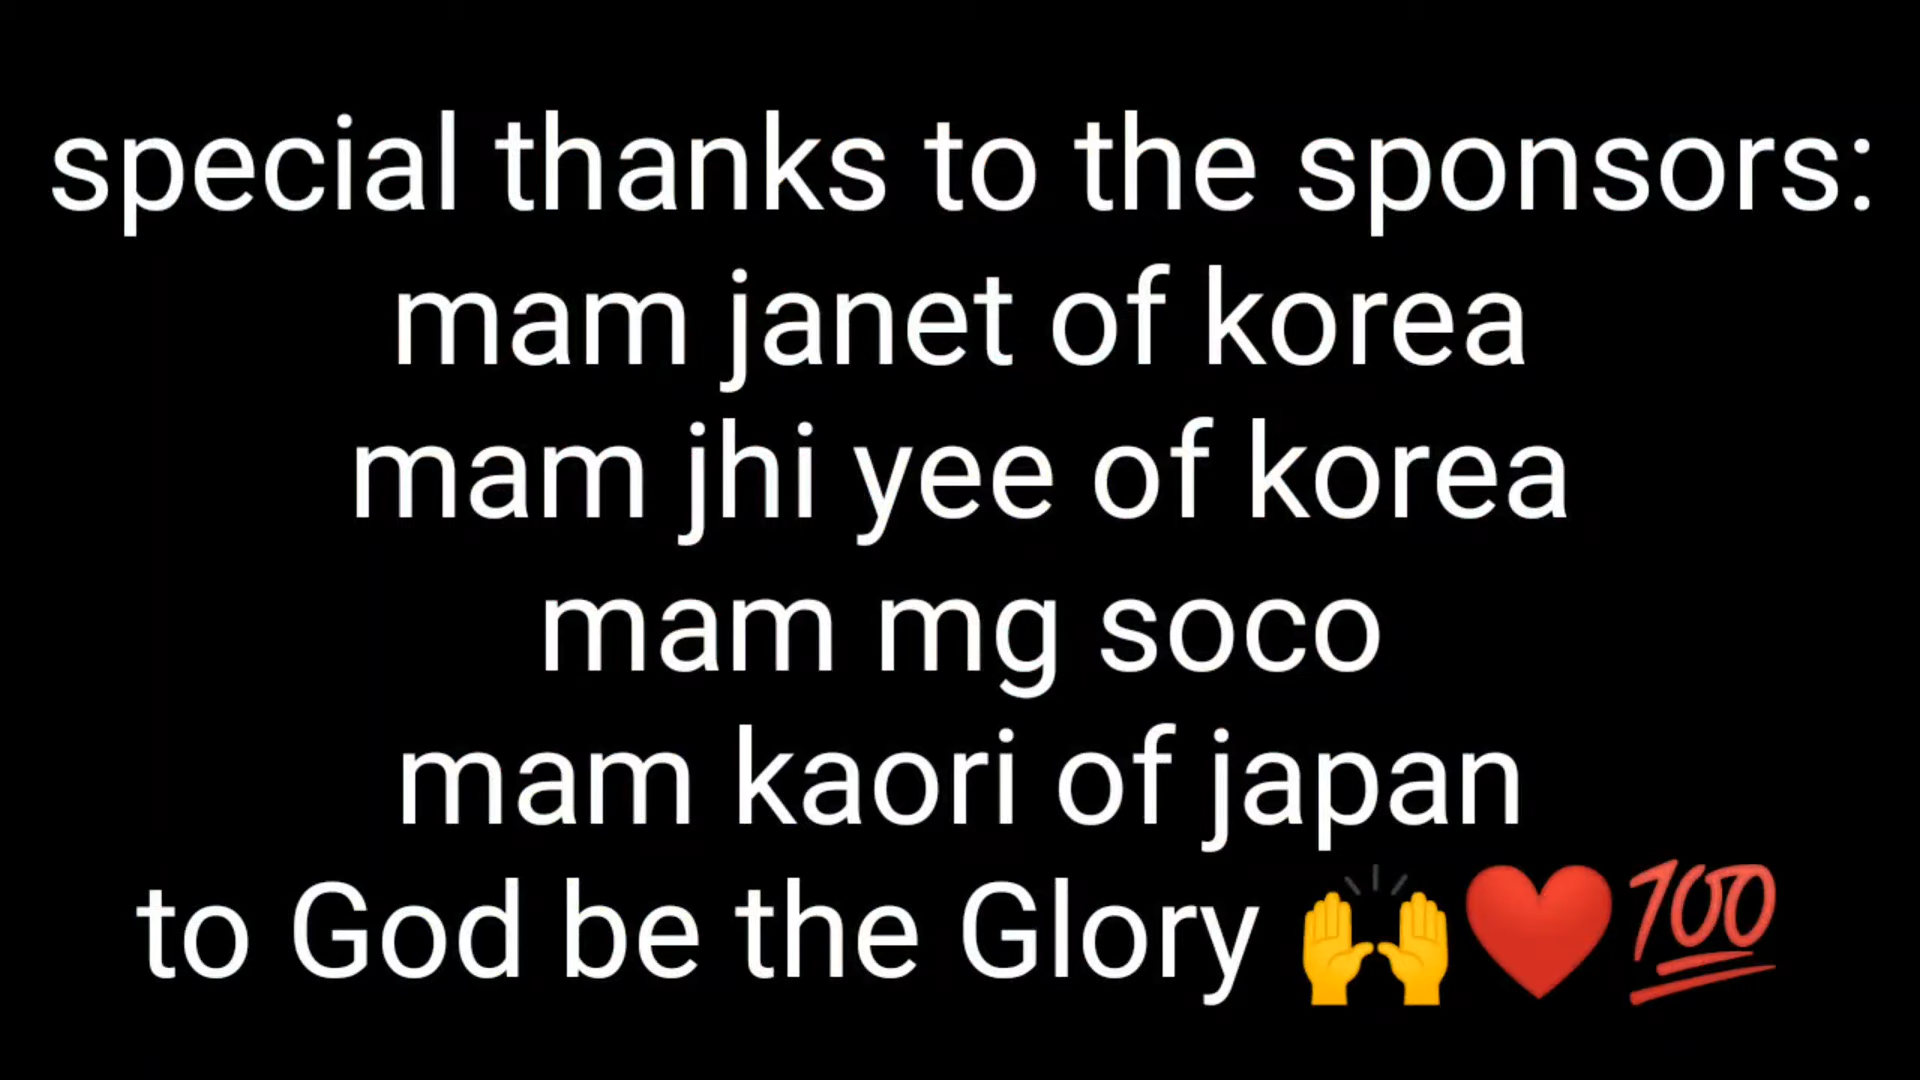 special thanks to the sponsors:
mam janet of korea
mam jhi yee of korea
mam mg soco
mam kaori of japan
to God be the Glory 🙌❤️💯